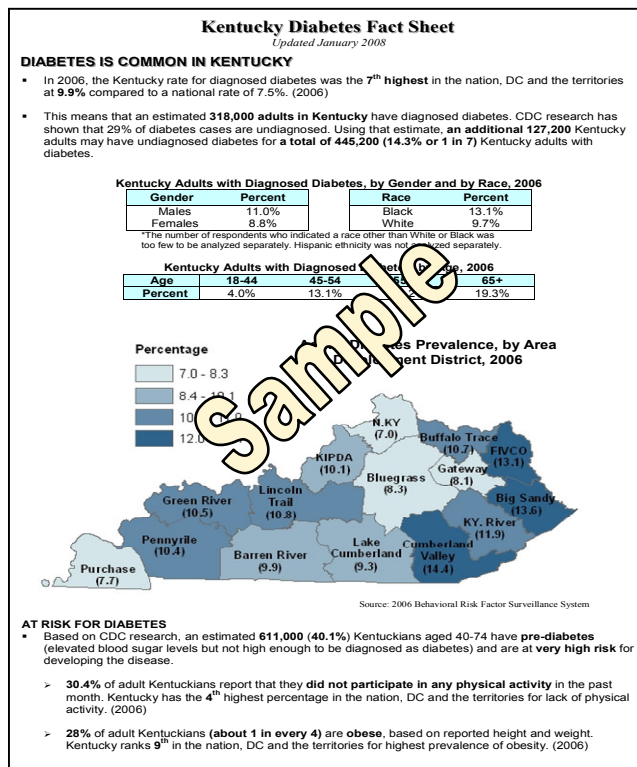 Kentucky Diabetes Fact Sheet
Updated January 2008
DIABETES IS COMMON IN KENTUCKY
▪ In 2006, the Kentucky rate for diagnosed diabetes was the 7th highest in the nation, DC and the territories
at 9.9% compared to a national rate of 7.5%. (2006)
▪ This means that an estimated 318,000 adults in Kentucky have diagnosed diabetes. CDC research has
shown that 29% of diabetes cases are undiagnosed. Using that estimate, an additional 127,200 Kentucky
adults may have undiagnosed diabetes for a total of 445,200 (14.3% or 1 in 7) Kentucky adults with
diabetes.
Kentucky Adults with Diagnosed Diabetes, by Gender and by Race, 2006
Gender Percent Race Percent
Males 11.0% Black 13.1%
Females 8.8% White 9.7%
*The number of respondents who indicated a race other than White or Black was
too few to be analyzed separately. Hispanic ethnicity was not analyzed separately.
Kentucky Adults with Diagnosed Diabetes by Age, 2006
Age 18-44 45-54 65+
Percent 4.0% 13.1% 19.3%
Sample
Prevalence, by Area
District, 2006
Percentage
7.0 - 8.3
8.4 - 10.1
N.KY
(7.0)
Buffalo Trace
(10.7)
FIVCO
(13.1)
KIPDA
(10.1)
Bluegrass
(8.3)
Gateway
(8.1)
Big Sandy
(13.6)
Green River
(10.5)
Lincoln
Trail
(10.8)
KY. River
(11.9)
Pennyrile
(10.4)
Barren River
(9.9)
Lake
Cumberland
(9.3)
Cumberland
Valley
(14.4)
Purchase
(7.7)
Source: 2006 Behavioral Risk Factor Surveillance System
AT RISK FOR DIABETES
▪ Based on CDC research, an estimated 611,000 (40.1%) Kentuckians aged 40-74 have pre-diabetes
(elevated blood sugar levels but not high enough to be diagnosed as diabetes) and are at very high risk for
developing the disease.
➢ 30.4% of adult Kentuckians report that they did not participate in any physical activity in the past
month. Kentucky has the 4th highest percentage in the nation, DC and the territories for lack of physical
activity. (2006)
➢ 28% of adult Kentuckians (about 1 in every 4) are obese, based on reported height and weight.
Kentucky ranks 9th in the nation, DC and the territories for highest prevalence of obesity. (2006)